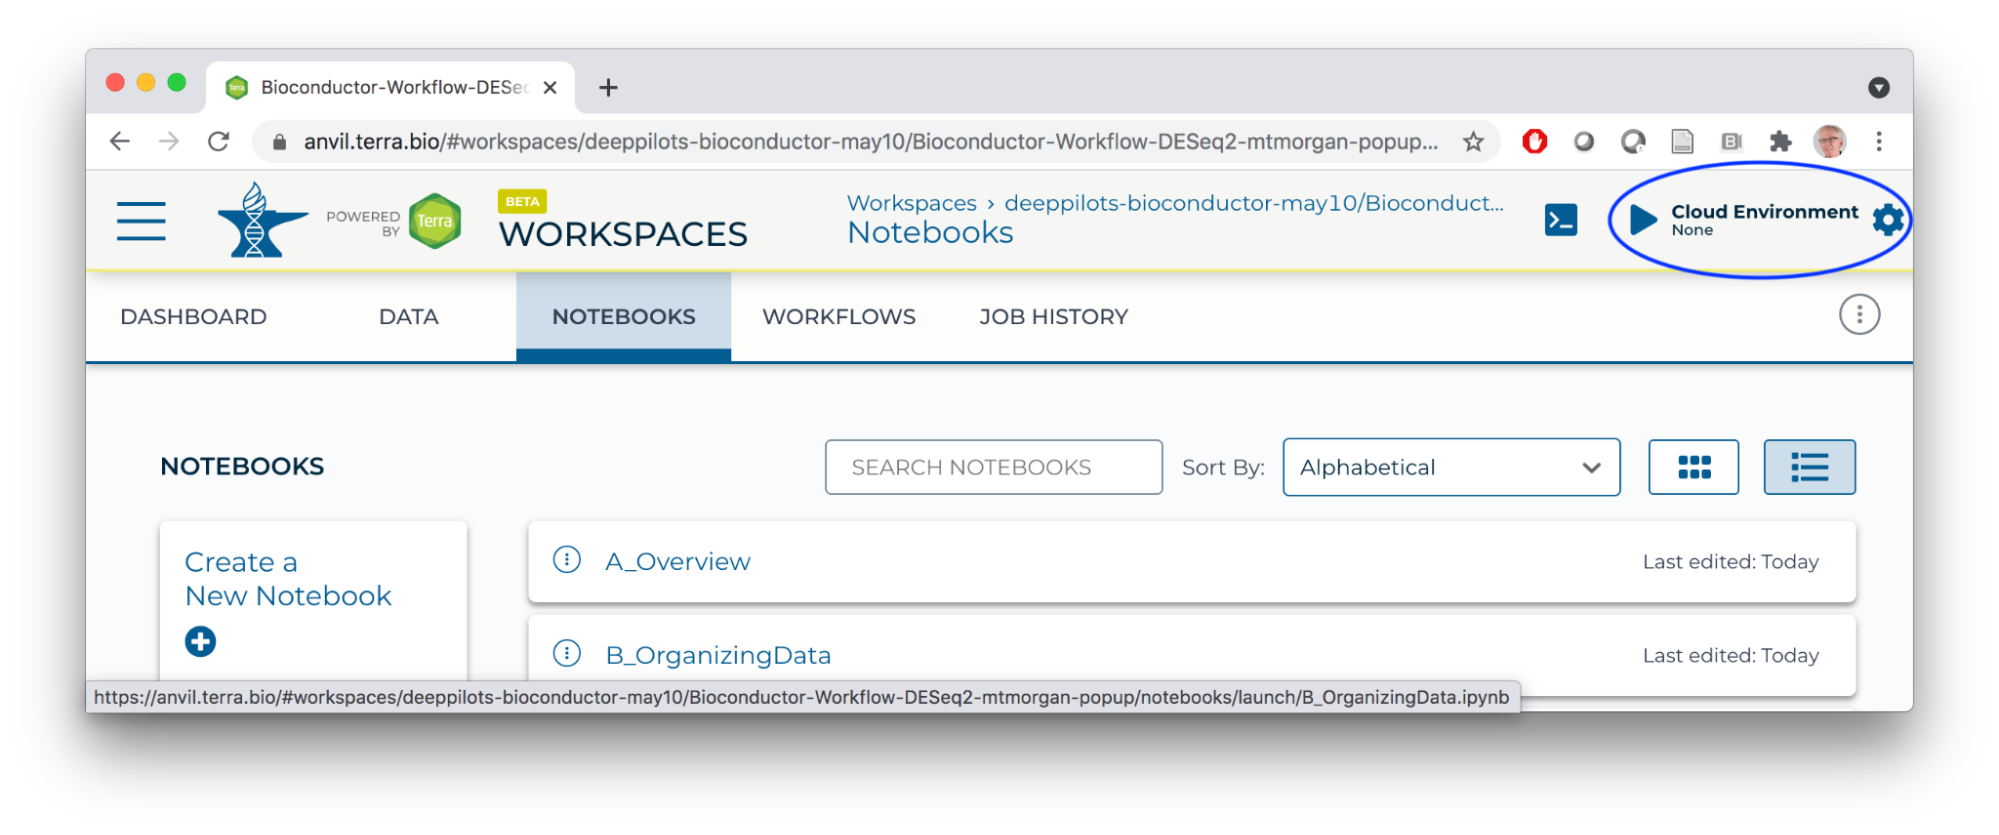 Bioconductor-Workflow-DESec
anvil.terra.bio/#workspaces/deeppilots-bioconductor-may10/Bioconductor-Workflow-DESeq2-mtmorgan-popup...
POWERED BY
Terra
BETA
WORKSPACES
Workspaces › deeppilots-bioconductor-may10/Bioconduct...
Notebooks
Cloud Environment
None
DASHBOARD
DATA
NOTEBOOKS
WORKFLOWS
JOB HISTORY
NOTEBOOKS
SEARCH NOTEBOOKS
Sort By:
Alphabetical
Create a
New Notebook
A_Overview
Last edited: Today
B_OrganizingData
Last edited: Today
https://anvil.terra.bio/#workspaces/deeppilots-bioconductor-may10/Bioconductor-Workflow-DESeq2-mtmorgan-popup/notebooks/launch/B_OrganizingData.ipynb